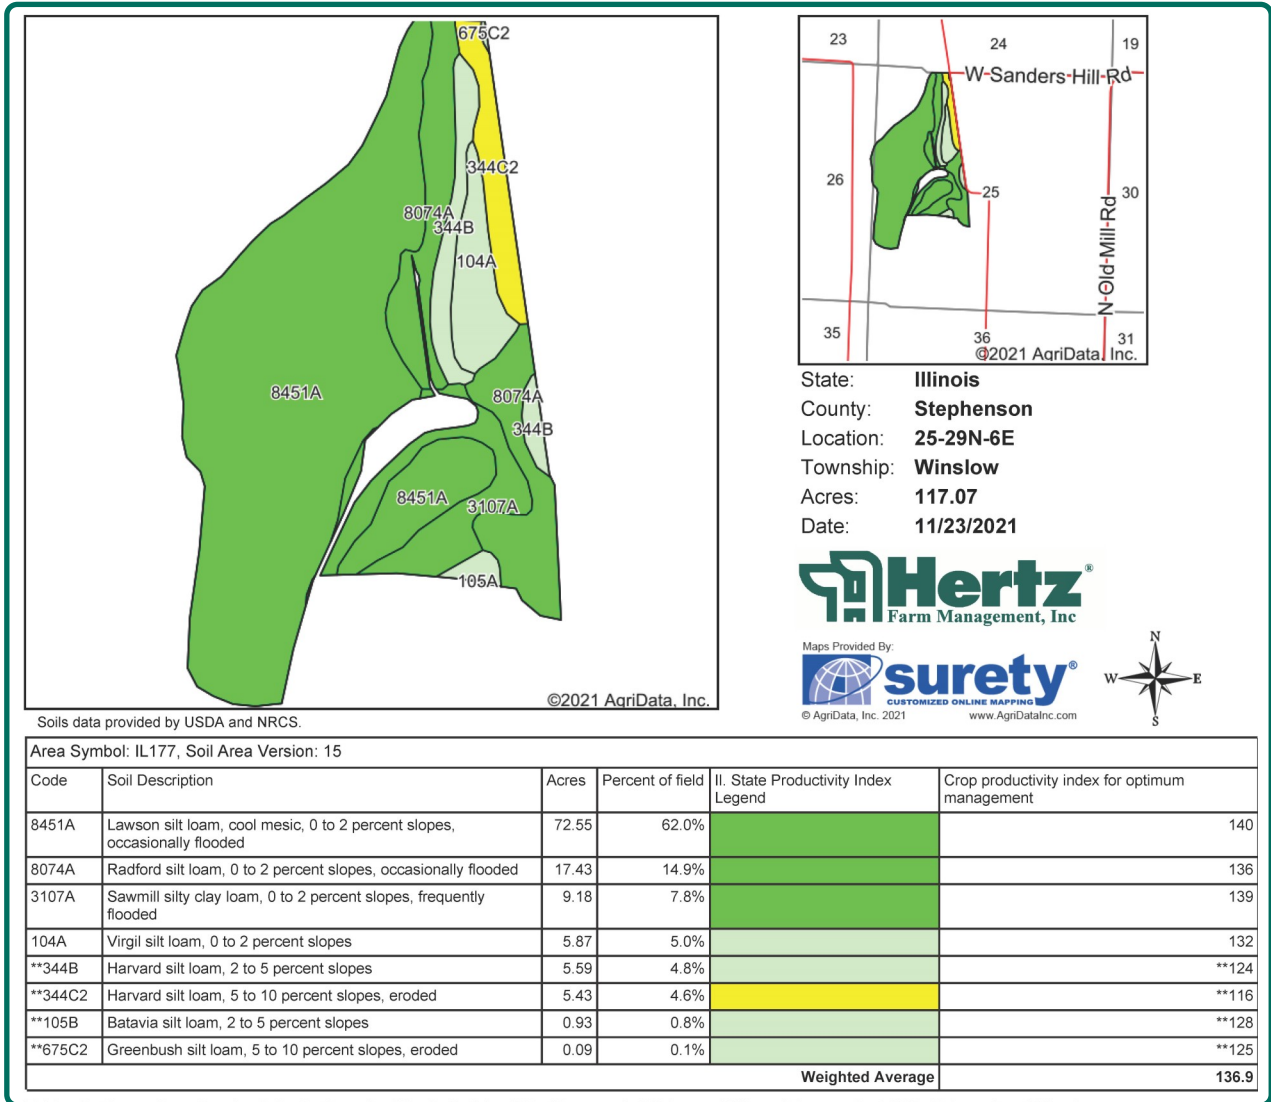 675C2
344C2
8074A
344B
104A
8451A
8074A
344B
8451A
3107A
105A
©2021 AgriData, Inc.
Soils data provided by USDA and NRCS.
23
24
19
W Sanders Hill Rd
26
25
30
N Old Mill Rd
35
36
31
©2021 AgriData, Inc.
State: Illinois
County: Stephenson
Location: 25-29N-6E
Township: Winslow
Acres: 117.07
Date: 11/23/2021
Hertz®
Farm Management, Inc
Maps Provided By:
surety®
CUSTOMIZED ONLINE MAPPING
© AgriData, Inc. 2021 www.AgriDataInc.com
N
W E
S
Area Symbol: IL177, Soil Area Version: 15
Code Soil Description Acres Percent of field II. State Productivity Index Legend Crop productivity index for optimum management
8451A Lawson silt loam, cool mesic, 0 to 2 percent slopes, occasionally flooded 72.55 62.0% 140
8074A Radford silt loam, 0 to 2 percent slopes, occasionally flooded 17.43 14.9% 136
3107A Sawmill silty clay loam, 0 to 2 percent slopes, frequently flooded 9.18 7.8% 139
104A Virgil silt loam, 0 to 2 percent slopes 5.87 5.0% 132
**344B Harvard silt loam, 2 to 5 percent slopes 5.59 4.8% **124
**344C2 Harvard silt loam, 5 to 10 percent slopes, eroded 5.43 4.6% **116
**105B Batavia silt loam, 2 to 5 percent slopes 0.93 0.8% **128
**675C2 Greenbush silt loam, 5 to 10 percent slopes, eroded 0.09 0.1% **125
Weighted Average 136.9